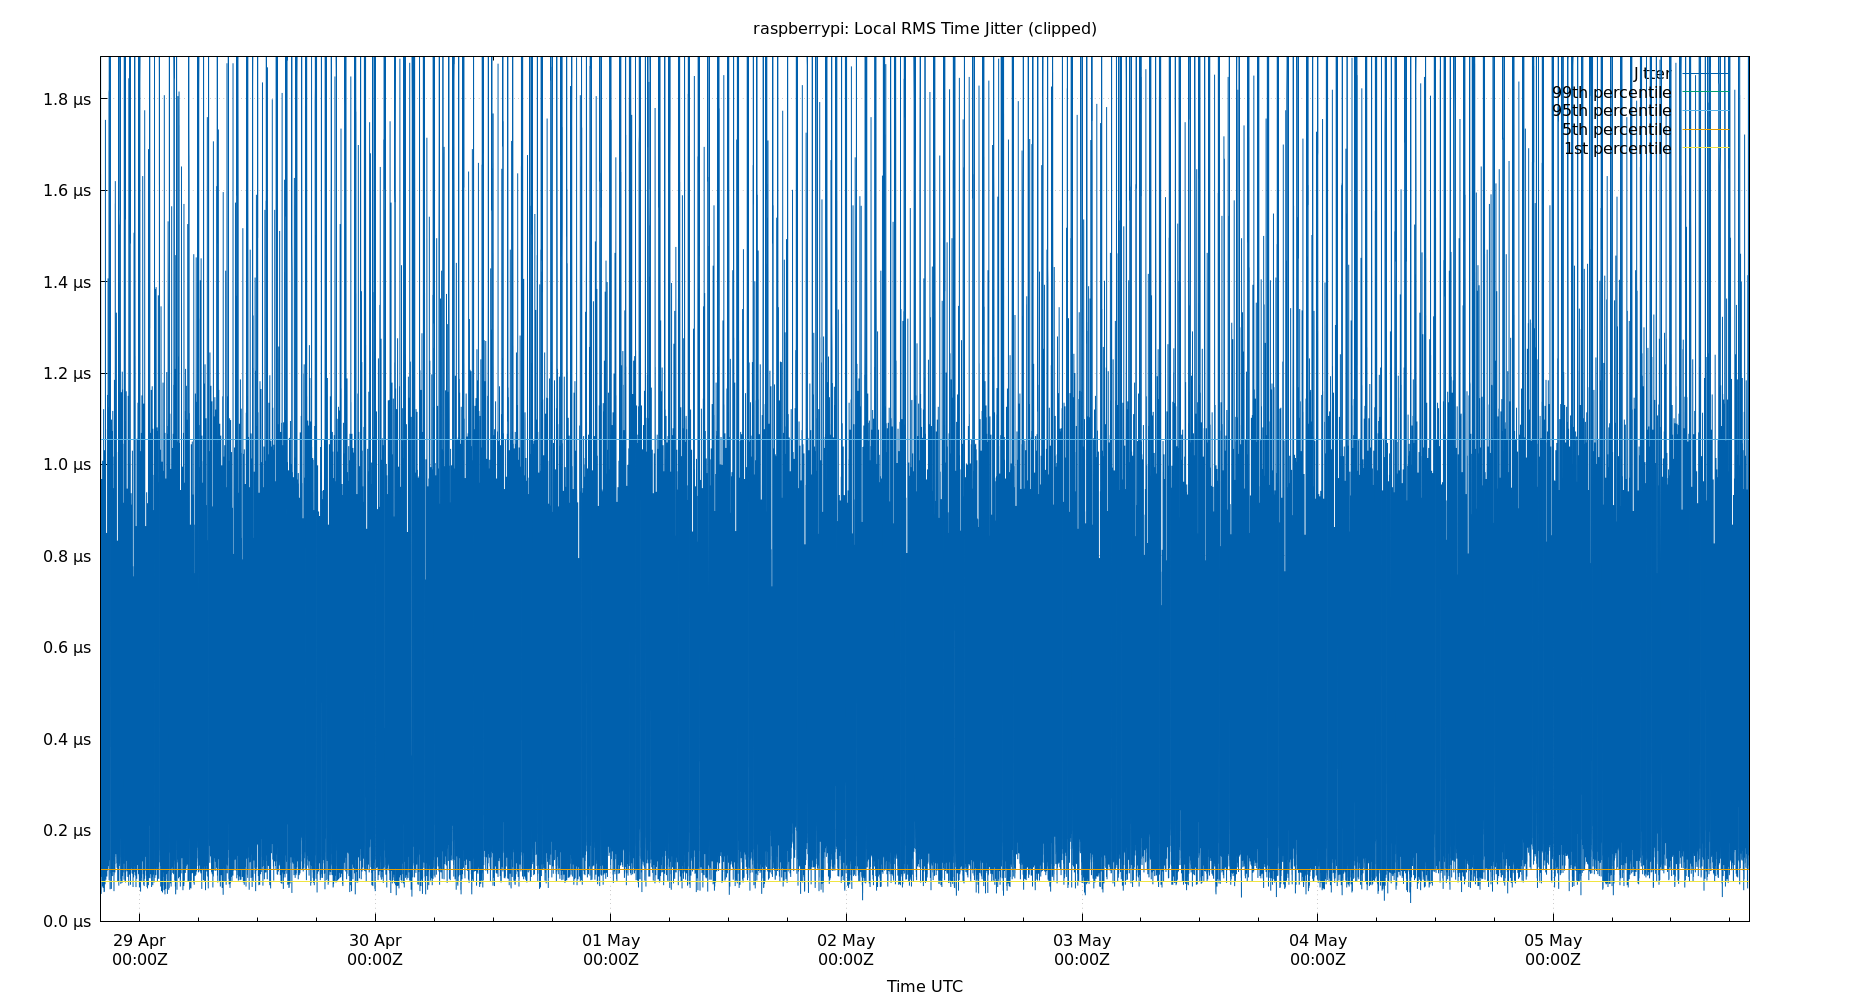 raspberrypi: Local RMS Time Jitter (clipped)
Jitter
99th percentile
95th percentile
5th percentile
1st percentile
1.8 µs
1.6 µs
1.4 µs
1.2 µs
1.0 µs
0.8 µs
0.6 µs
0.4 µs
0.2 µs
0.0 µs
29 Apr 30 Apr 01 May 02 May 03 May 04 May 05 May
00:00Z 00:00Z 00:00Z 00:00Z 00:00Z 00:00Z 00:00Z
Time UTC